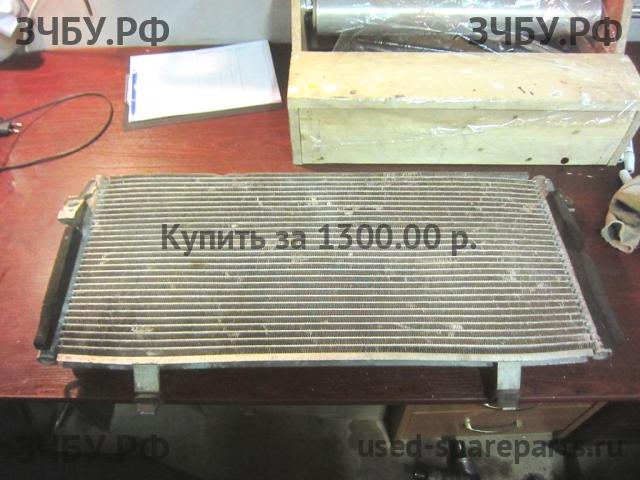 ЗЧБУ.РФ
ЗЧБУ.РФ
Купить за 1300.00 р.
ЗЧБУ.РФ
used-spareparts.ru